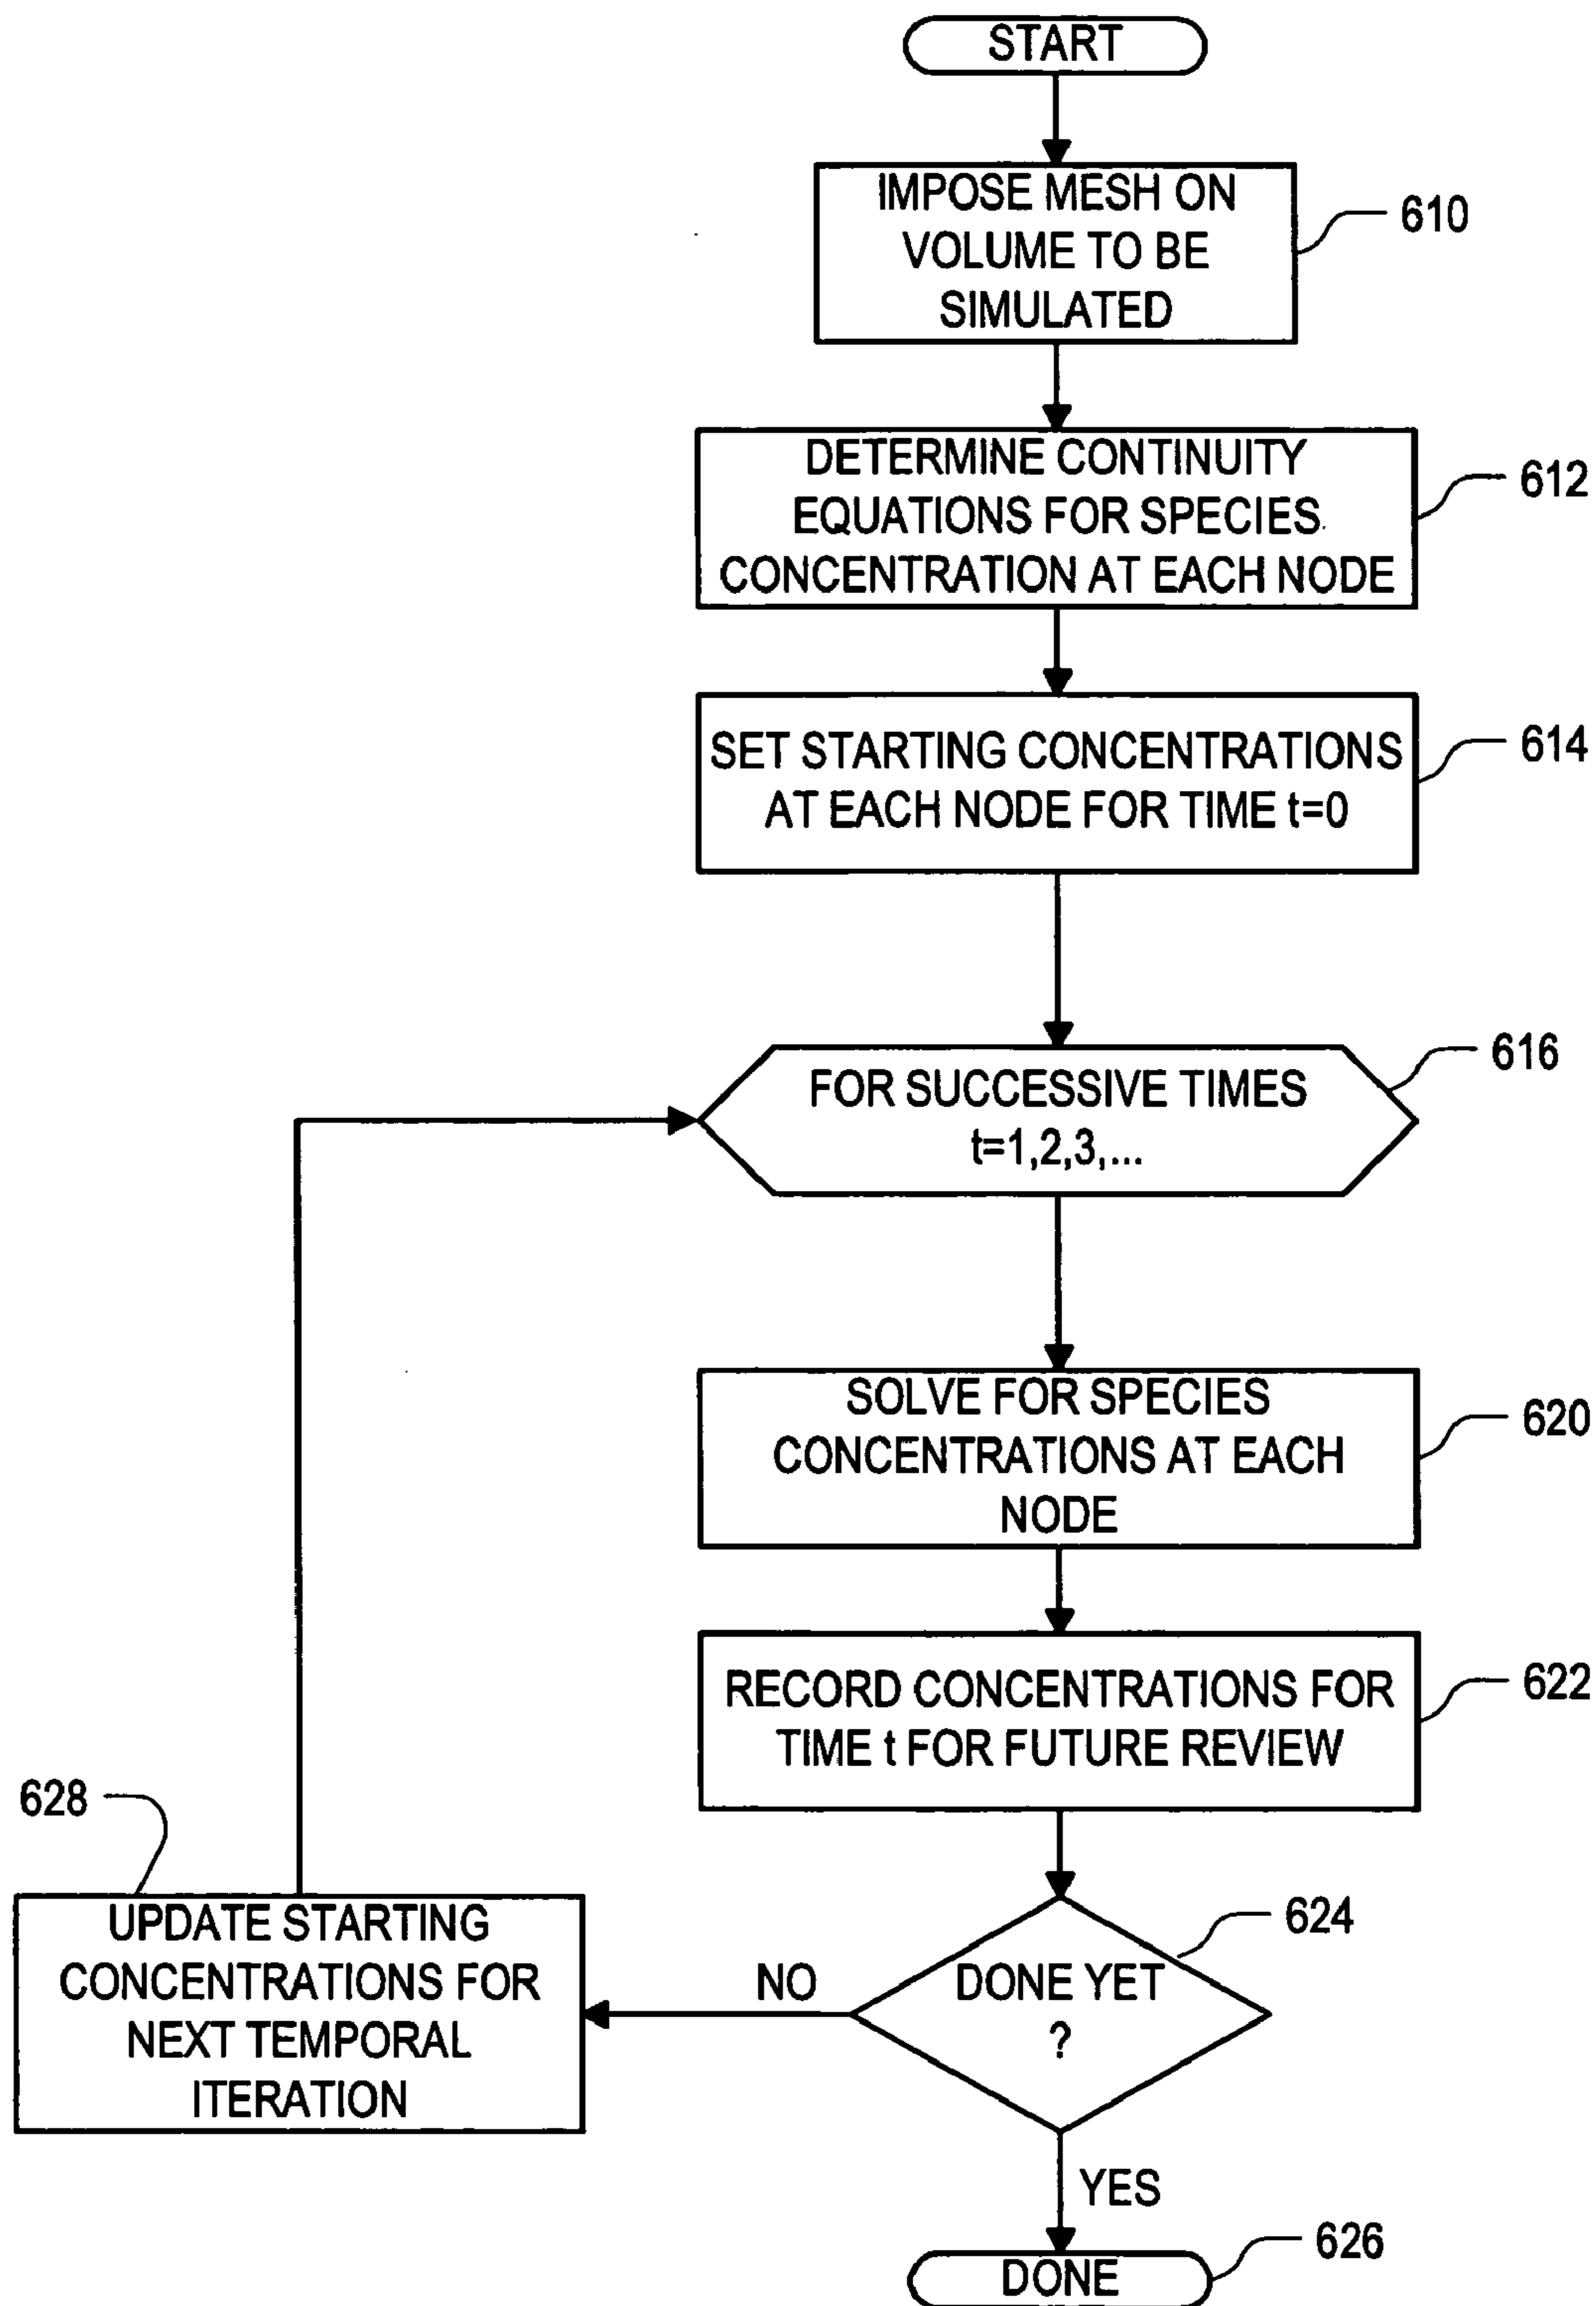 START
IMPOSE MESH ON
VOLUME TO BE
SIMULATED
610
DETERMINE CONTINUITY
EQUATIONS FOR SPECIES
CONCENTRATION AT EACH NODE
612
SET STARTING CONCENTRATIONS
AT EACH NODE FOR TIME t=0
614
FOR SUCCESSIVE TIMES
t=1,2,3,...
616
SOLVE FOR SPECIES
CONCENTRATIONS AT EACH
NODE
620
RECORD CONCENTRATIONS FOR
TIME t FOR FUTURE REVIEW
622
DONE YET
?
624
NO
UPDATE STARTING
CONCENTRATIONS FOR
NEXT TEMPORAL
ITERATION
628
YES
DONE
626